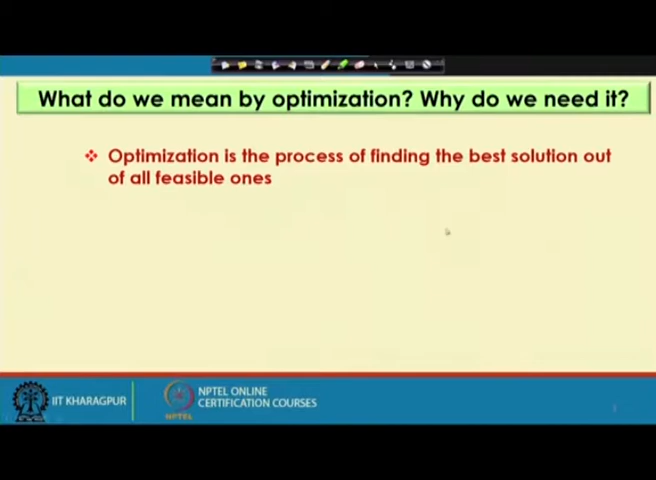 What do we mean by optimization? Why do we need it?
Optimization is the process of finding the best solution out
of all feasible ones
IIT KHARAGPUR
NPTEL ONLINE
CERTIFICATION COURSES
NPTEL